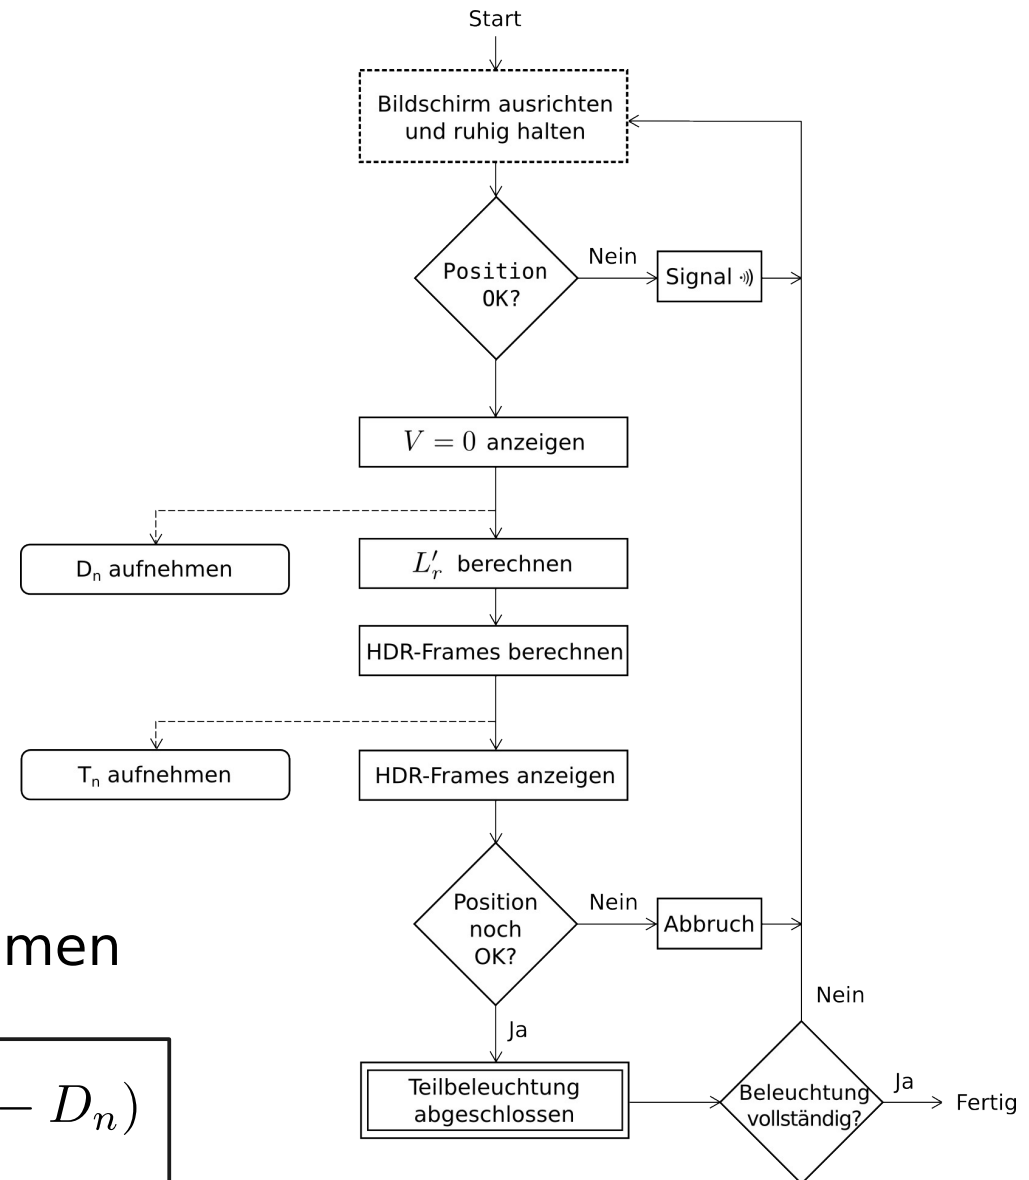 Start
Bildschirm ausrichten
und ruhig halten
Position
OK?
Nein
Signal
V = 0 anzeigen
Dₙ aufnehmen
L′ᵣ berechnen
HDR-Frames berechnen
Tₙ aufnehmen
HDR-Frames anzeigen
Position
noch
OK?
Nein
Abbruch
men
Nein
Ja
Teilbeleuchtung
abgeschlossen
Beleuchtung
vollständig?
Ja
Fertig
− Dₙ)